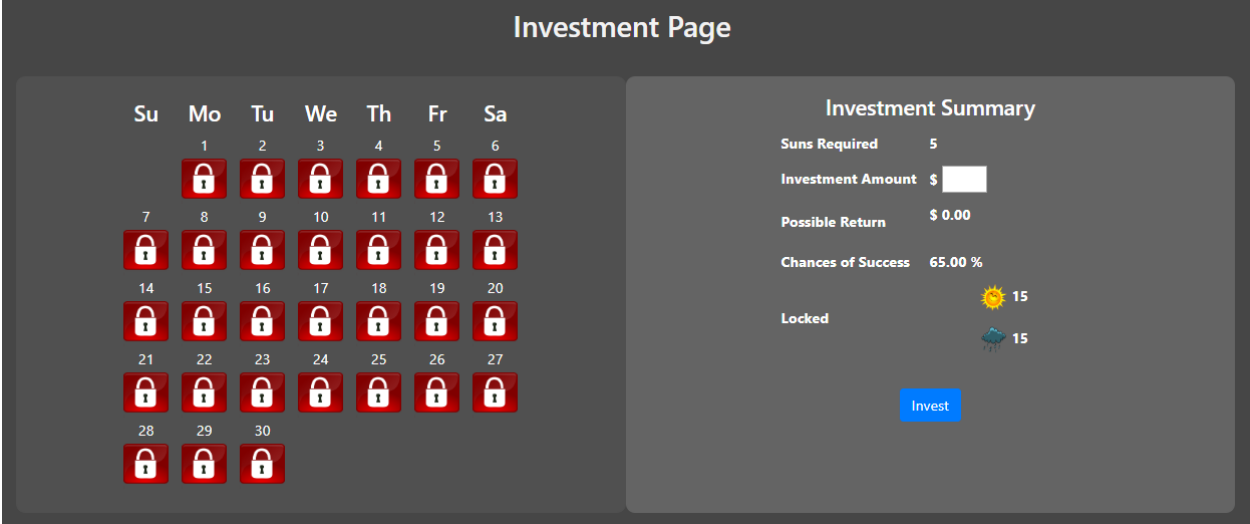 Investment Page
Su Mo Tu We Th Fr Sa
1 2 3 4 5 6
7 8 9 10 11 12 13
14 15 16 17 18 19 20
21 22 23 24 25 26 27
28 29 30
Investment Summary
Suns Required 5
Investment Amount $
Possible Return $ 0.00
Chances of Success 65.00 %
Locked
15
15
Invest